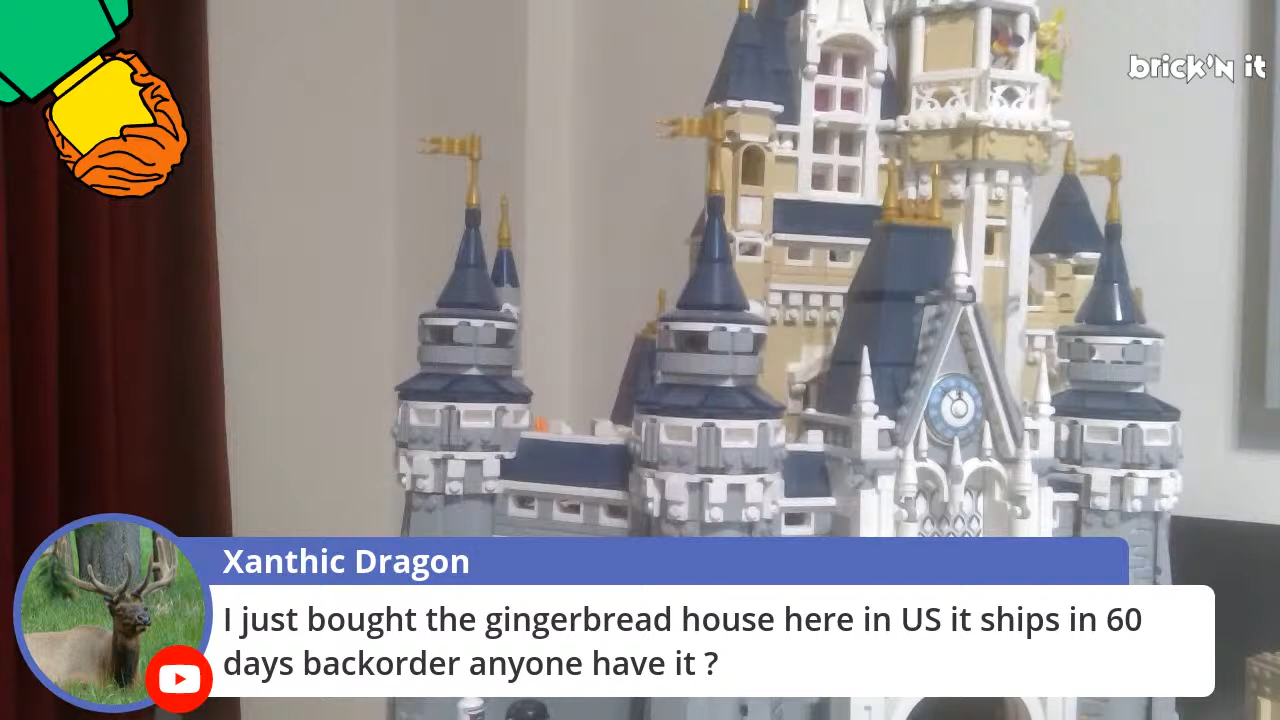 brick'N it
Xanthic Dragon
I just bought the gingerbread house here in US it ships in 60
days backorder anyone have it ?